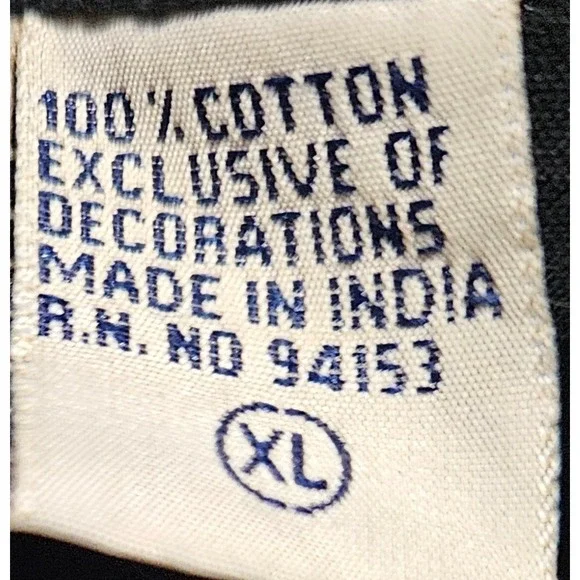 100% COTTON
EXCLUSIVE OF
DECORATIONS
MADE IN INDIA
R.N. NO 94153
XL